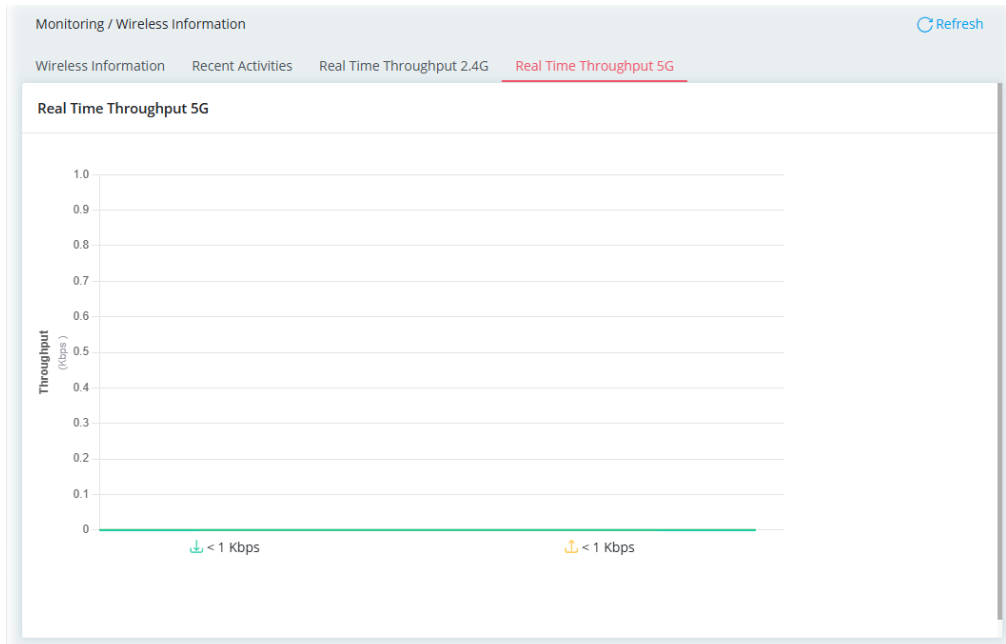 Monitoring / Wireless Information
Refresh
Wireless Information Recent Activities Real Time Throughput 2.4G Real Time Throughput 5G
Real Time Throughput 5G
Throughput
(Kbps )
1.0
0.9
0.8
0.7
0.6
0.5
0.4
0.3
0.2
0.1
0
< 1 Kbps < 1 Kbps